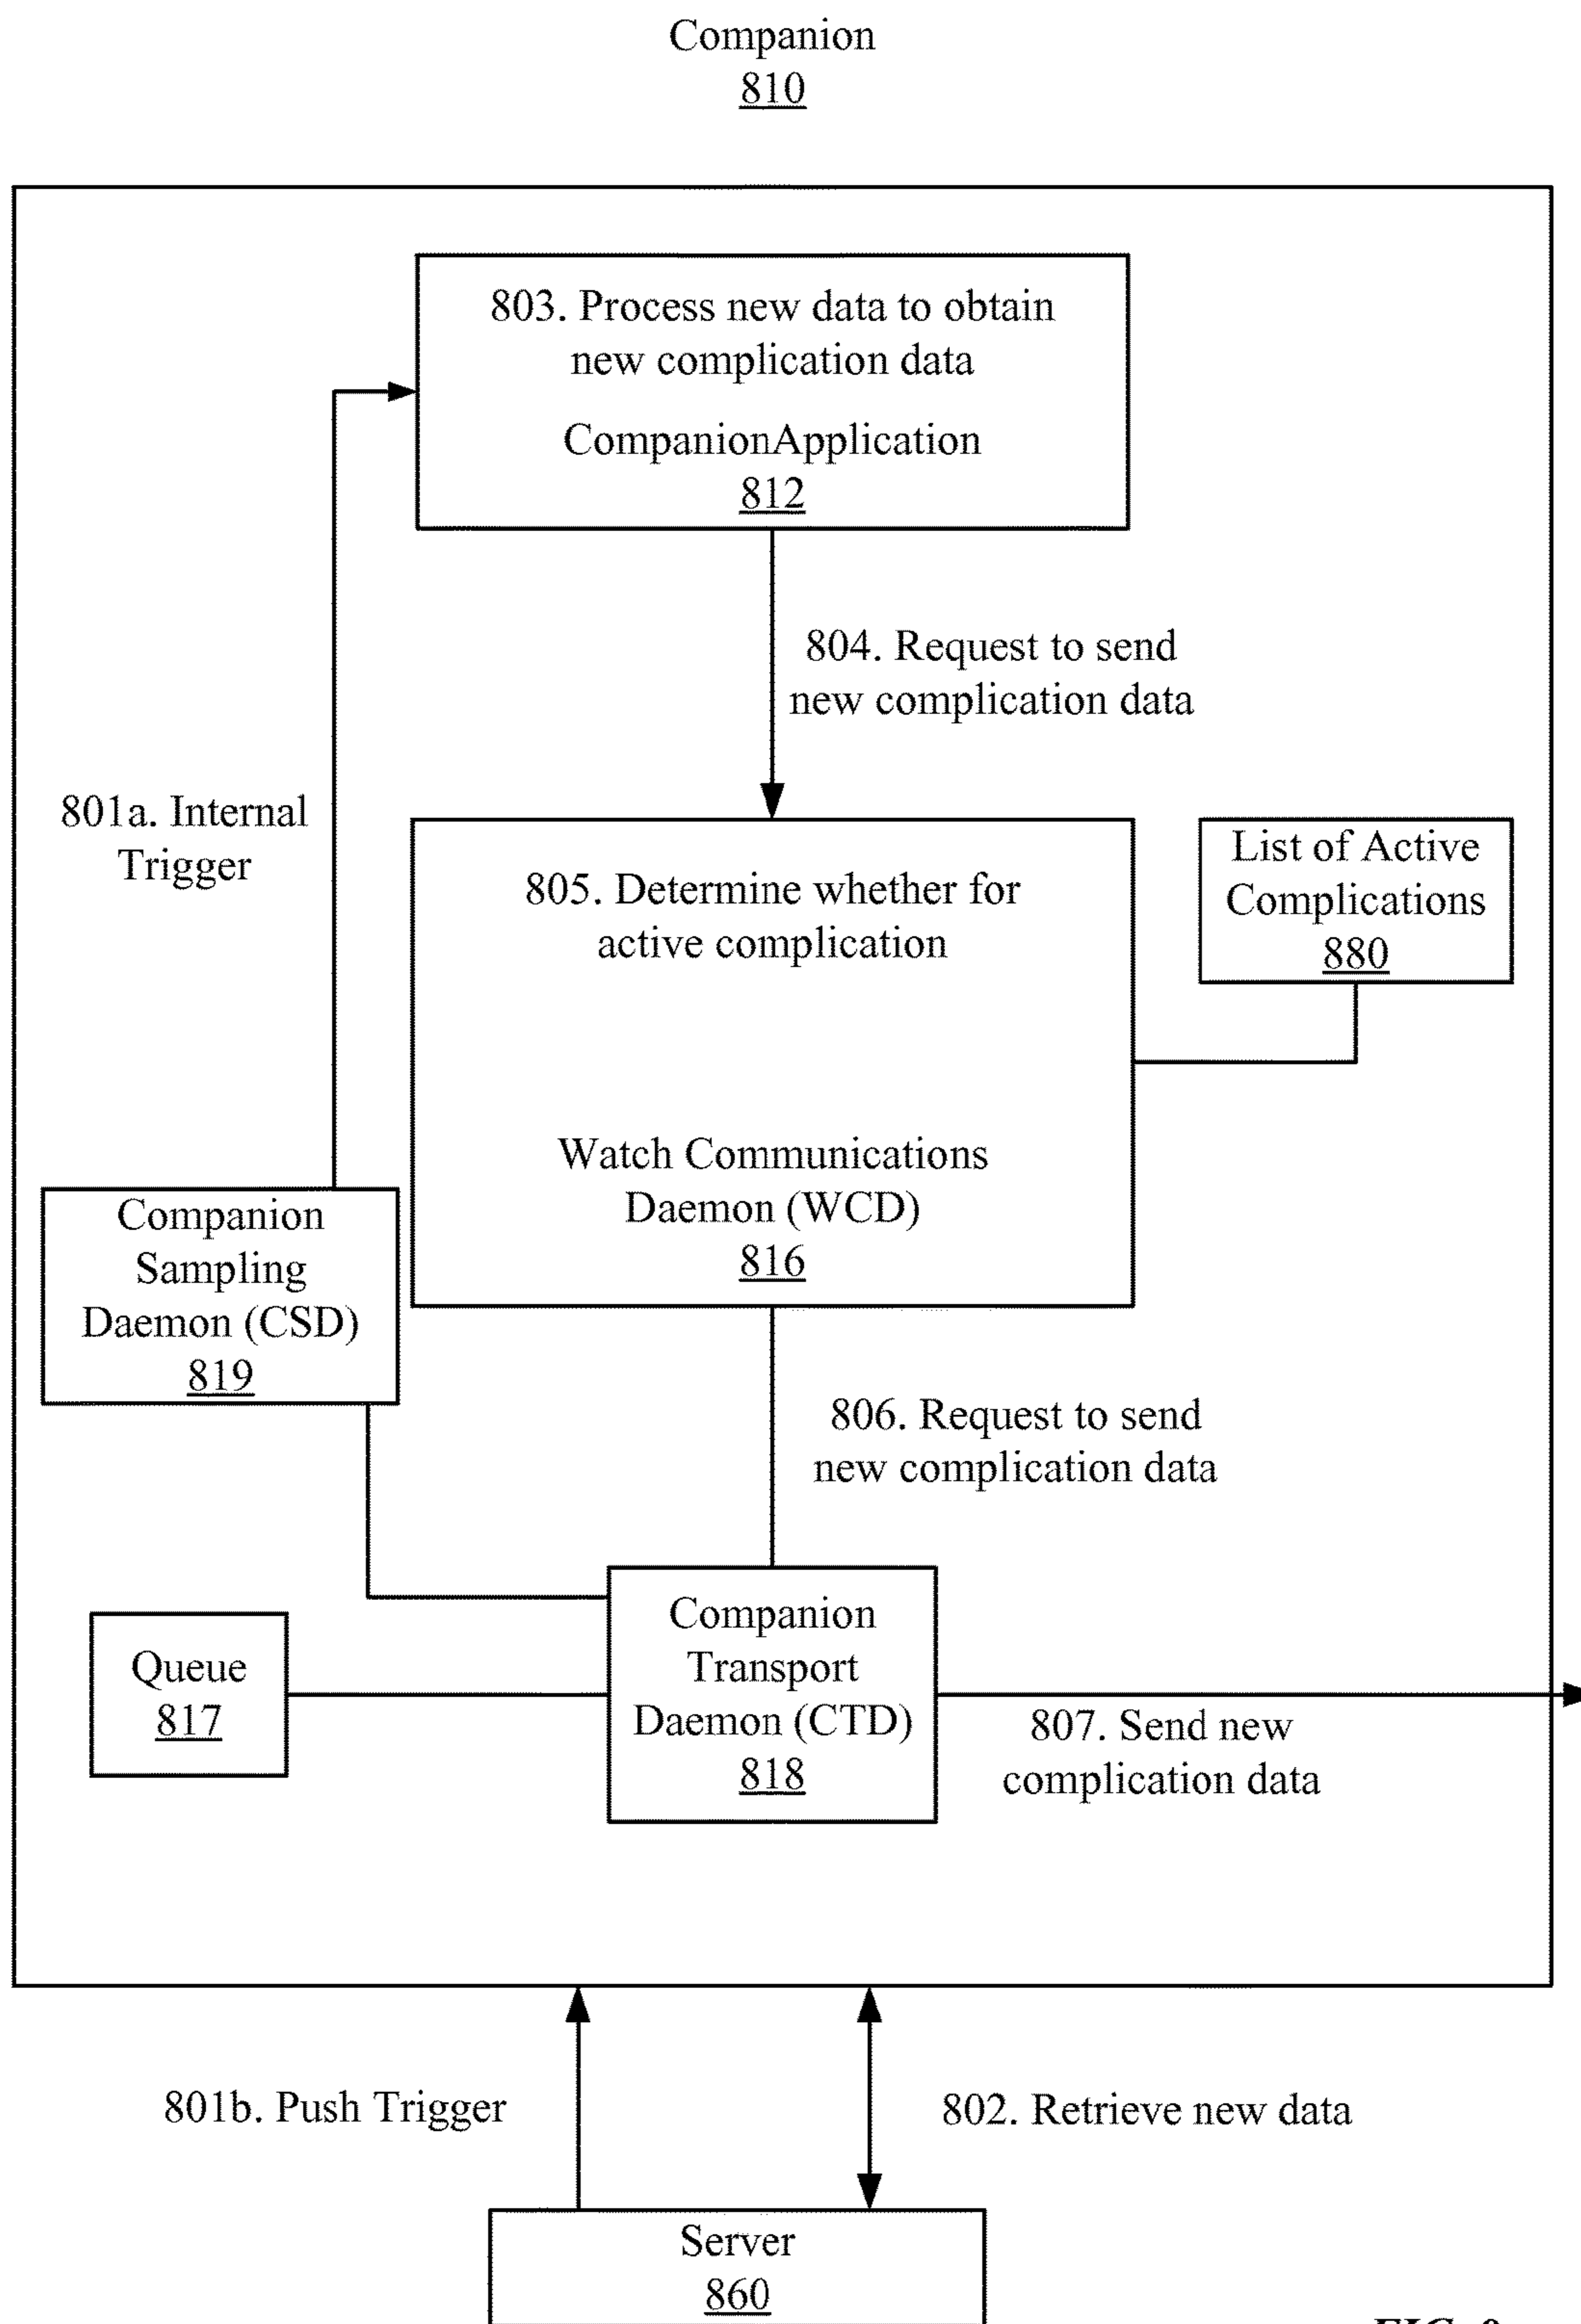 Companion
810
803. Process new data to obtain
new complication data
CompanionApplication
812
804. Request to send
new complication data
801a. Internal
Trigger
805. Determine whether for
active complication
List of Active
Complications
880
Watch Communications
Daemon (WCD)
816
Companion
Sampling
Daemon (CSD)
819
806. Request to send
new complication data
Queue
817
Companion
Transport
Daemon (CTD)
818
807. Send new
complication data
801b. Push Trigger
802. Retrieve new data
Server
860